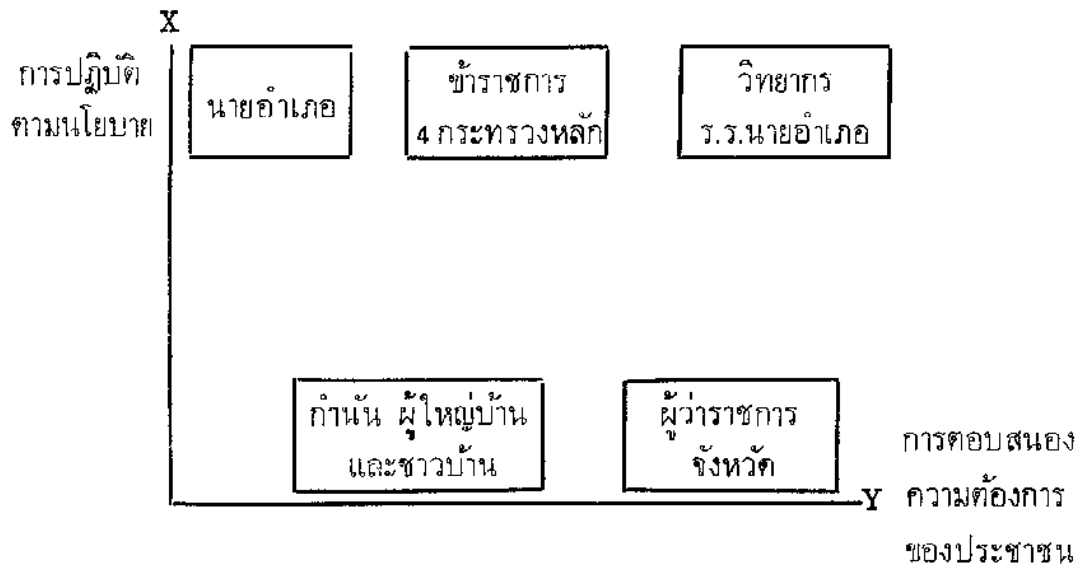 X
การปฏิบัติ
ตามนโยบาย
นายอำเภอ
ข้าราชการ
4 กระทรวงหลัก
วิทยากร
ร.ร.นายอำเภอ
กำนัน ผู้ใหญ่บ้าน
และชาวบ้าน
ผู้ว่าราชการ
จังหวัด
Y
การตอบสนอง
ความต้องการ
ของประชาชน